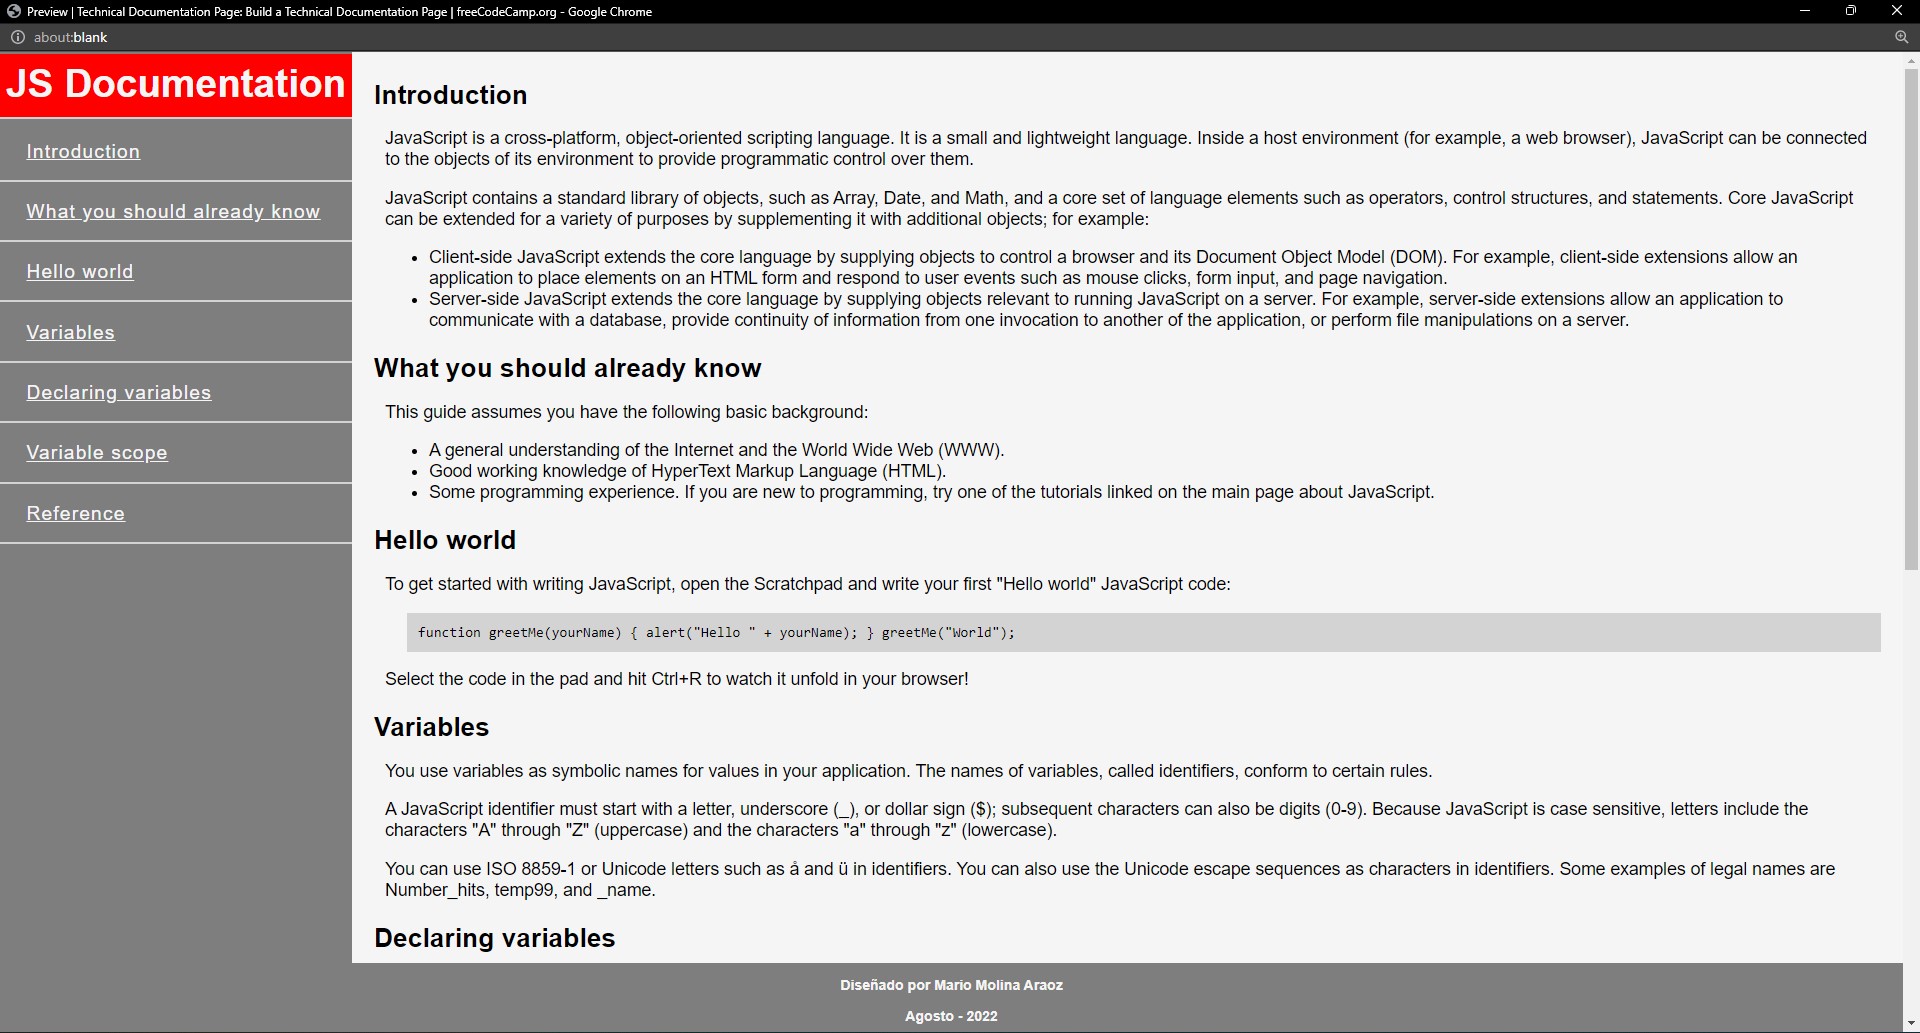 Preview | Technical Documentation Page: Build a Technical Documentation Page | freeCodeCamp.org - Google Chrome
about:blank
JS Documentation
Introduction
What you should already know
Hello world
Variables
Declaring variables
Variable scope
Reference
Introduction
JavaScript is a cross-platform, object-oriented scripting language. It is a small and lightweight language. Inside a host environment (for example, a web browser), JavaScript can be connected
to the objects of its environment to provide programmatic control over them.
JavaScript contains a standard library of objects, such as Array, Date, and Math, and a core set of language elements such as operators, control structures, and statements. Core JavaScript
can be extended for a variety of purposes by supplementing it with additional objects; for example:
• Client-side JavaScript extends the core language by supplying objects to control a browser and its Document Object Model (DOM). For example, client-side extensions allow an
application to place elements on an HTML form and respond to user events such as mouse clicks, form input, and page navigation.
• Server-side JavaScript extends the core language by supplying objects relevant to running JavaScript on a server. For example, server-side extensions allow an application to
communicate with a database, provide continuity of information from one invocation to another of the application, or perform file manipulations on a server.
What you should already know
This guide assumes you have the following basic background:
• A general understanding of the Internet and the World Wide Web (WWW).
• Good working knowledge of HyperText Markup Language (HTML).
• Some programming experience. If you are new to programming, try one of the tutorials linked on the main page about JavaScript.
Hello world
To get started with writing JavaScript, open the Scratchpad and write your first "Hello world" JavaScript code:
function greetMe(yourName) { alert("Hello " + yourName); } greetMe("World");
Select the code in the pad and hit Ctrl+R to watch it unfold in your browser!
Variables
You use variables as symbolic names for values in your application. The names of variables, called identifiers, conform to certain rules.
A JavaScript identifier must start with a letter, underscore (_), or dollar sign ($); subsequent characters can also be digits (0-9). Because JavaScript is case sensitive, letters include the
characters "A" through "Z" (uppercase) and the characters "a" through "z" (lowercase).
You can use ISO 8859-1 or Unicode letters such as å and ü in identifiers. You can also use the Unicode escape sequences as characters in identifiers. Some examples of legal names are
Number_hits, temp99, and _name.
Declaring variables
Diseñado por Mario Molina Araoz
Agosto - 2022